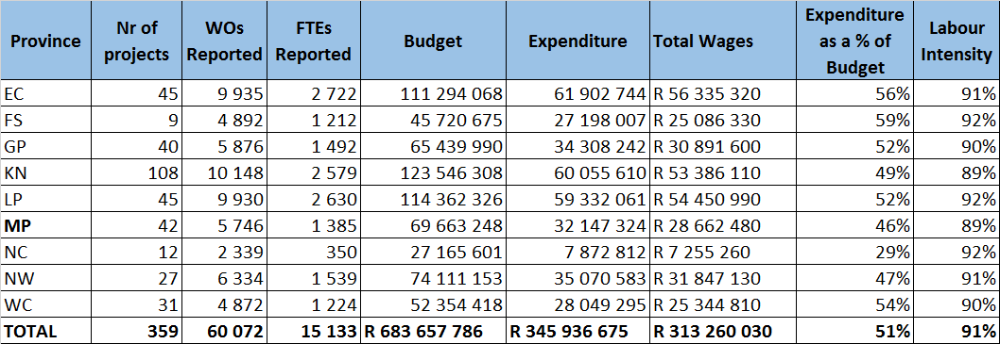 Province Nr of projects WOs Reported FTEs Reported Budget Expenditure Total Wages Expenditure as a % of Budget Labour Intensity
EC 45 9 935 2 722 111 294 068 61 902 744 R 56 335 320 56% 91%
FS 9 4 892 1 212 45 720 675 27 198 007 R 25 086 330 59% 92%
GP 40 5 876 1 492 65 439 990 34 308 242 R 30 891 600 52% 90%
KN 108 10 148 2 579 123 546 308 60 055 610 R 53 386 110 49% 89%
LP 45 9 930 2 630 114 362 326 59 332 061 R 54 450 990 52% 92%
MP 42 5 746 1 385 69 663 248 32 147 324 R 28 662 480 46% 89%
NC 12 2 339 350 27 165 601 7 872 812 R 7 255 260 29% 92%
NW 27 6 334 1 539 74 111 153 35 070 583 R 31 847 130 47% 91%
WC 31 4 872 1 224 52 354 418 28 049 295 R 25 344 810 54% 90%
TOTAL 359 60 072 15 133 R 683 657 786 R 345 936 675 R 313 260 030 51% 91%